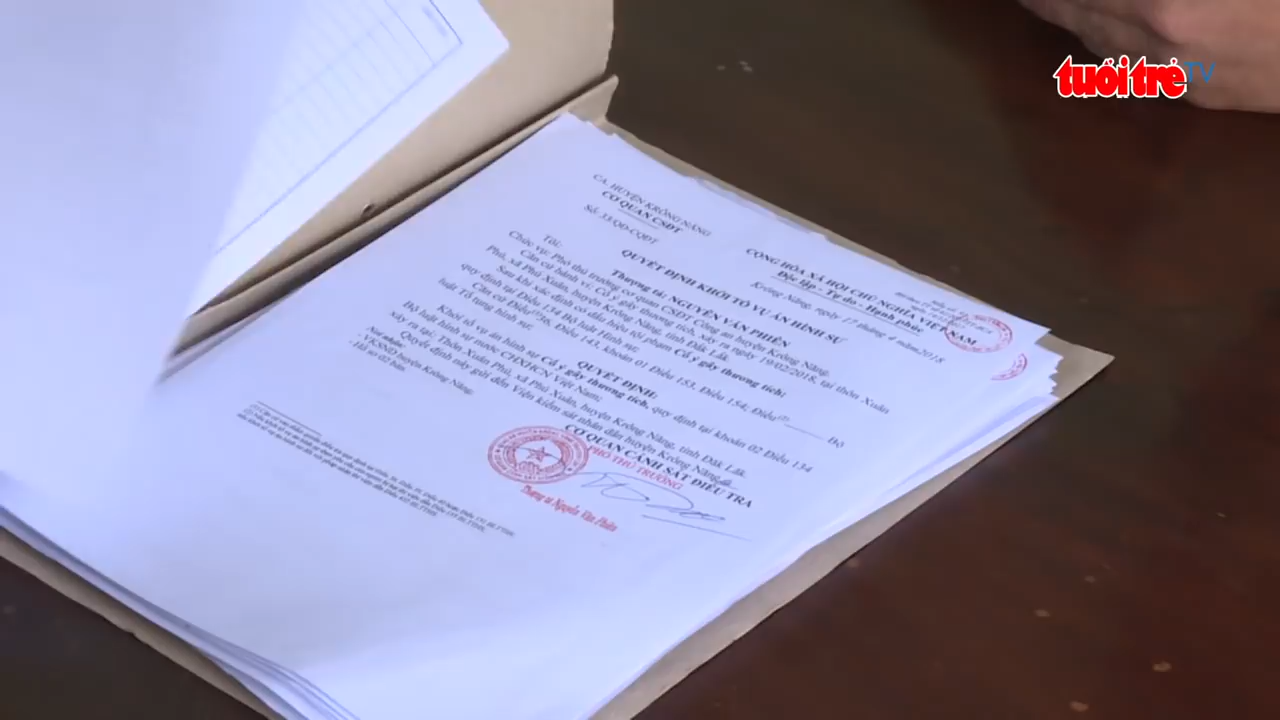 tuổi trẻ TV
CA. HUYỆN KRÔNG NĂNG
CƠ QUAN CSĐT
Số: 33/QĐ-CQĐT
CỘNG HÒA XÃ HỘI CHỦ NGHĨA VIỆT NAM
Độc lập - Tự do - Hạnh phúc
Krông Năng, ngày 17 tháng 4 năm 2018
QUYẾT ĐỊNH KHỞI TỐ VỤ ÁN HÌNH SỰ
Tôi: Thượng tá: NGUYỄN VĂN PHIÊN
Chức vụ: Phó thủ trưởng cơ quan CSĐT Công an huyện Krông Năng.
Căn cứ hành vi: Cố ý gây thương tích, xảy ra ngày 19/02/2018, tại thôn Xuân
Phú, xã Phú Xuân, huyện Krông Năng, tỉnh Đắk Lắk.
Sau khi xác định có dấu hiệu tội phạm Cố ý gây thương tích;
quy định tại Điều 134 Bộ luật Hình sự;
Căn cứ Điều 36, Điều 143, khoản 01 Điều 153, Điều 154; Điều Bộ
luật Tố tụng hình sự;
QUYẾT ĐỊNH:
Khởi tố vụ án hình sự Cố ý gây thương tích, quy định tại khoản 02 Điều 134
Bộ luật hình sự nước CHXHCN Việt Nam;
xảy ra tại: Thôn Xuân Phú, xã Phú Xuân, huyện Krông Năng, tỉnh Đắk Lắk.
Quyết định này gửi đến Viện kiểm sát nhân dân huyện Krông Năng
Nơi nhận:
- VKSND huyện Krông Năng.
- Hồ sơ 02 bản.
CƠ QUAN CẢNH SÁT ĐIỀU TRA
PHÓ THỦ TRƯỞNG
Thượng tá Nguyễn Văn Phiên